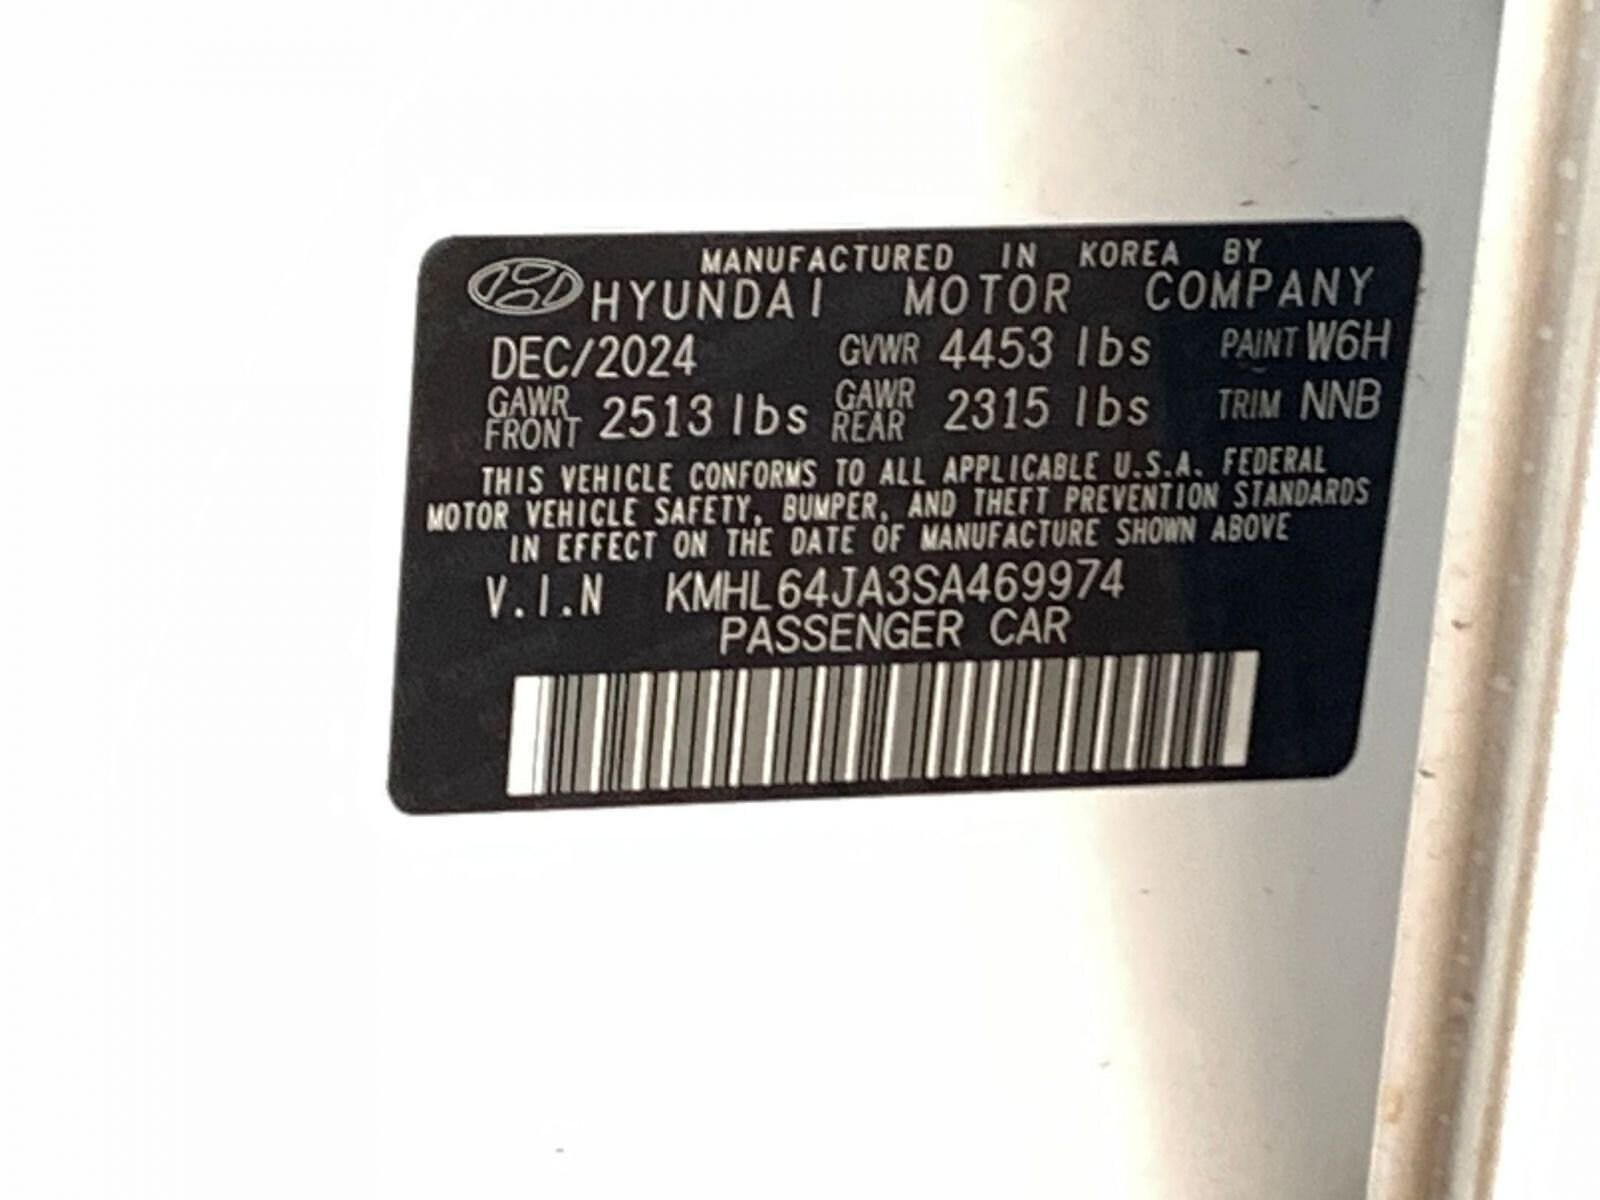 MANUFACTURED IN KOREA BY
HYUNDAI MOTOR COMPANY
DEC/2024 GVWR 4453 lbs PAINT W6H
GAWR FRONT 2513 lbs GAWR REAR 2315 lbs TRIM NNB
THIS VEHICLE CONFORMS TO ALL APPLICABLE U.S.A. FEDERAL
MOTOR VEHICLE SAFETY, BUMPER, AND THEFT PREVENTION STANDARDS
IN EFFECT ON THE DATE OF MANUFACTURE SHOWN ABOVE
V.I.N KMHL64JA3SA469974
PASSENGER CAR